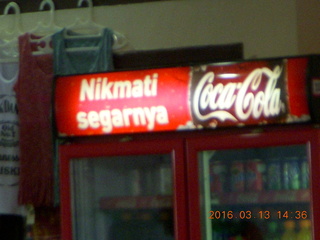 Nikmati
segarnya
Coca-Cola
2016 03 13 14 36